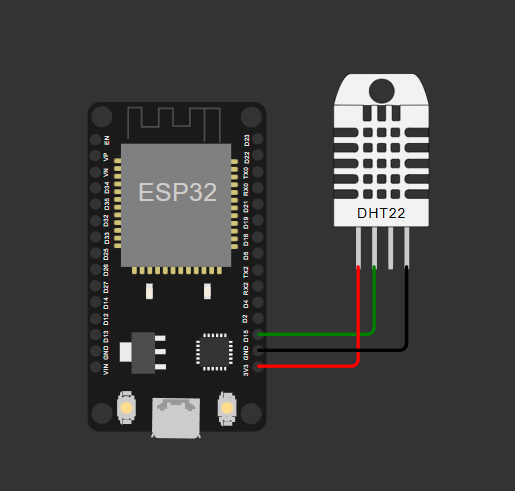 ESP32
EN
VP
VN
D34
D35
D32
D33
D25
D26
D27
D14
D12
D13
GND
VIN
D23
D22
TX0
RX0
D21
D19
D18
D5
TX2
RX2
D4
D2
D15
GND
3V3
DHT22